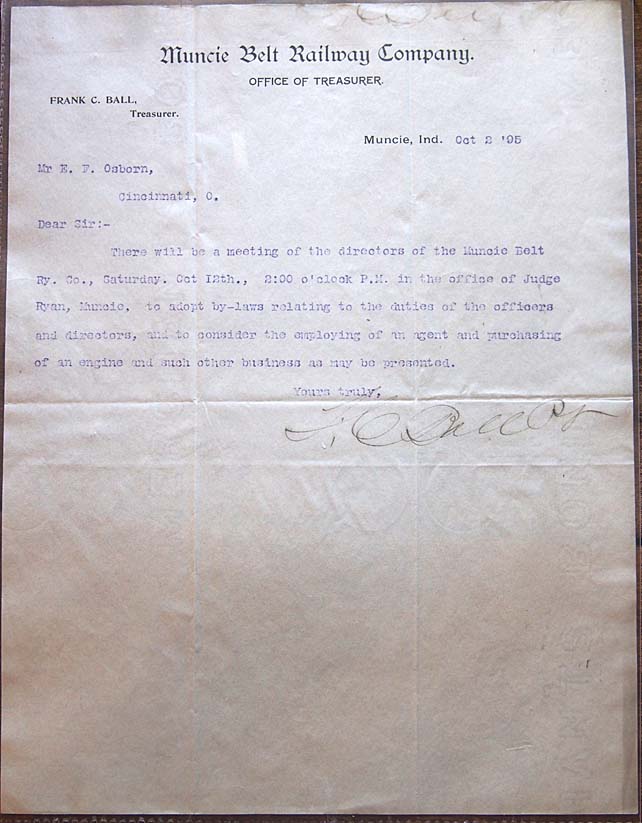 Muncie Belt Railway Company.
OFFICE OF TREASURER.
FRANK C. BALL,
Treasurer.
Muncie, Ind. Oct 2 '95
Mr E. F. Osborn,
Cincinnati, O.
Dear Sir:-
There will be a meeting of the directors of the Muncie Belt
Ry. Co., Saturday. Oct 12th., 2:00 o'clock P.M. in the office of Judge
Ryan, Muncie, to adopt by-laws relating to the duties of the officers
and directors, and to consider the employing of an agent and purchasing
of an engine and such other business as may be presented.
Yours truly,
F. C. Ball